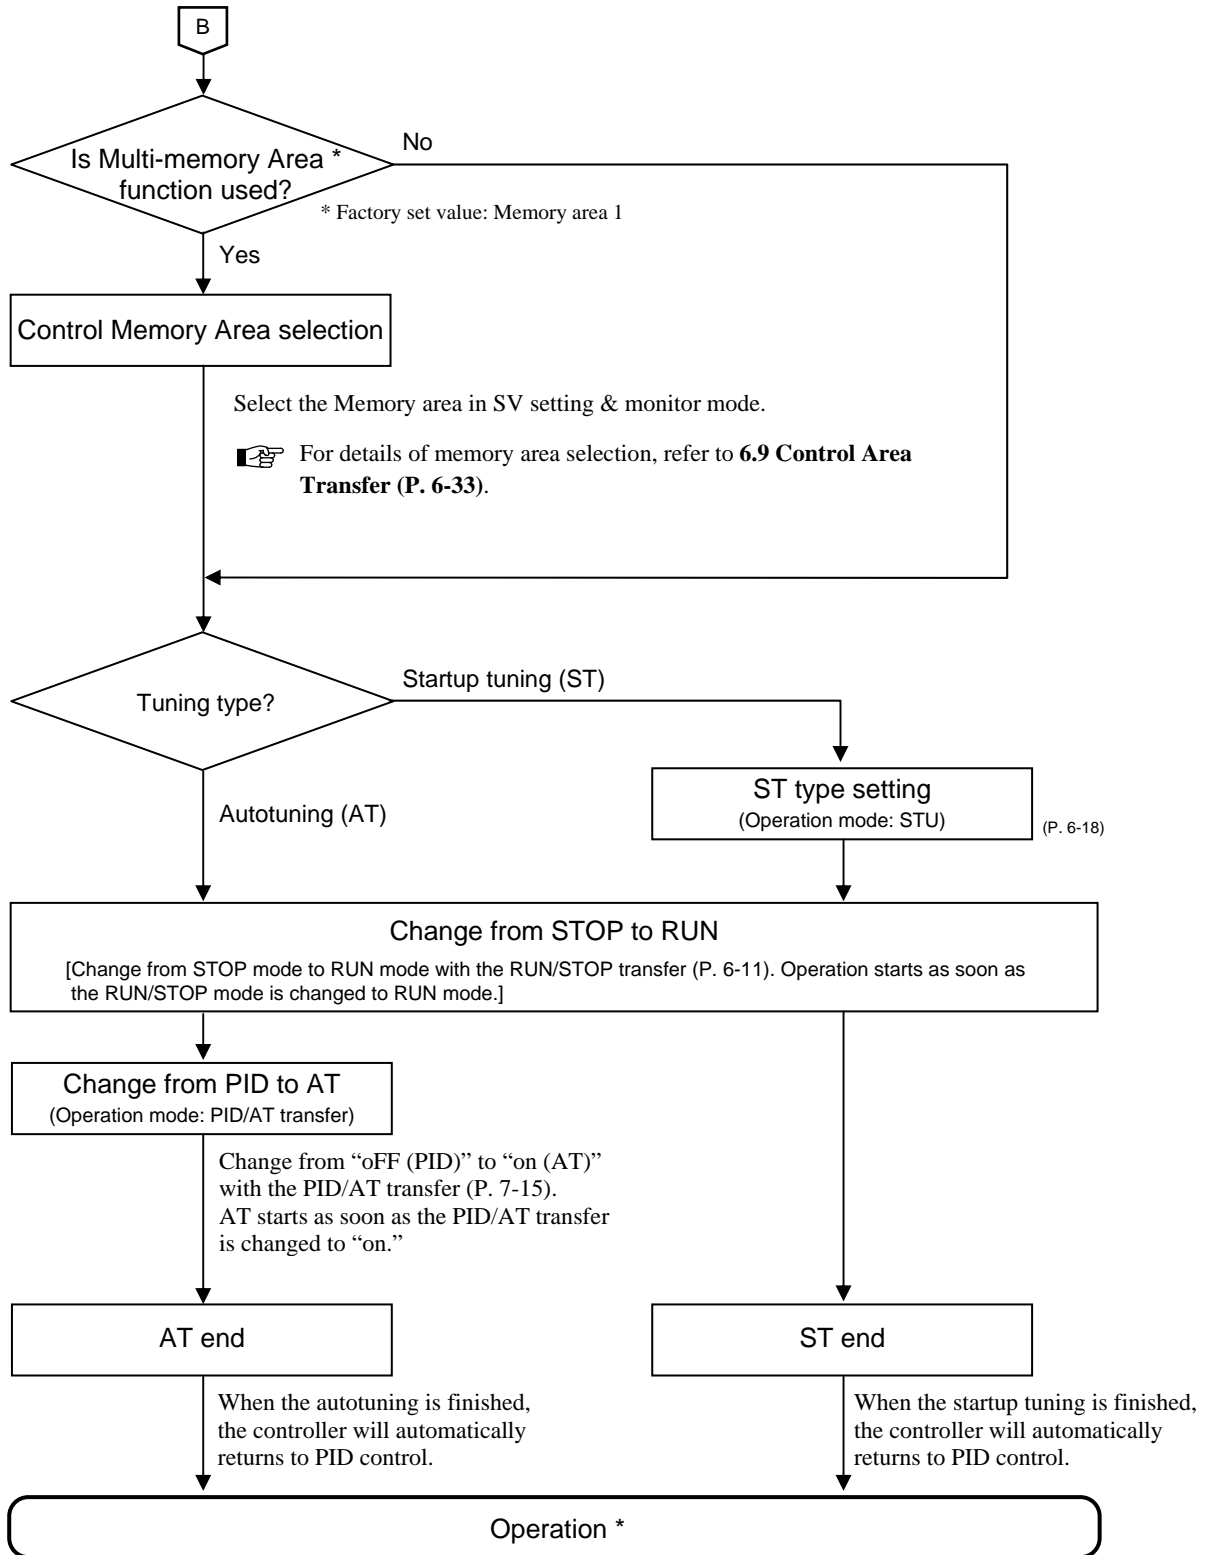 B
Is Multi-memory Area *
function used?
No
* Factory set value: Memory area 1
Yes
Control Memory Area selection
Select the Memory area in SV setting & monitor mode.
For details of memory area selection, refer to 6.9 Control Area
Transfer (P. 6-33).
Tuning type?
Startup tuning (ST)
Autotuning (AT)
ST type setting
(Operation mode: STU)
(P. 6-18)
Change from STOP to RUN
[Change from STOP mode to RUN mode with the RUN/STOP transfer (P. 6-11). Operation starts as soon as
the RUN/STOP mode is changed to RUN mode.]
Change from PID to AT
(Operation mode: PID/AT transfer)
Change from “oFF (PID)” to “on (AT)”
with the PID/AT transfer (P. 7-15).
AT starts as soon as the PID/AT transfer
is changed to “on.”
AT end
ST end
When the autotuning is finished,
the controller will automatically
returns to PID control.
When the startup tuning is finished,
the controller will automatically
returns to PID control.
Operation *